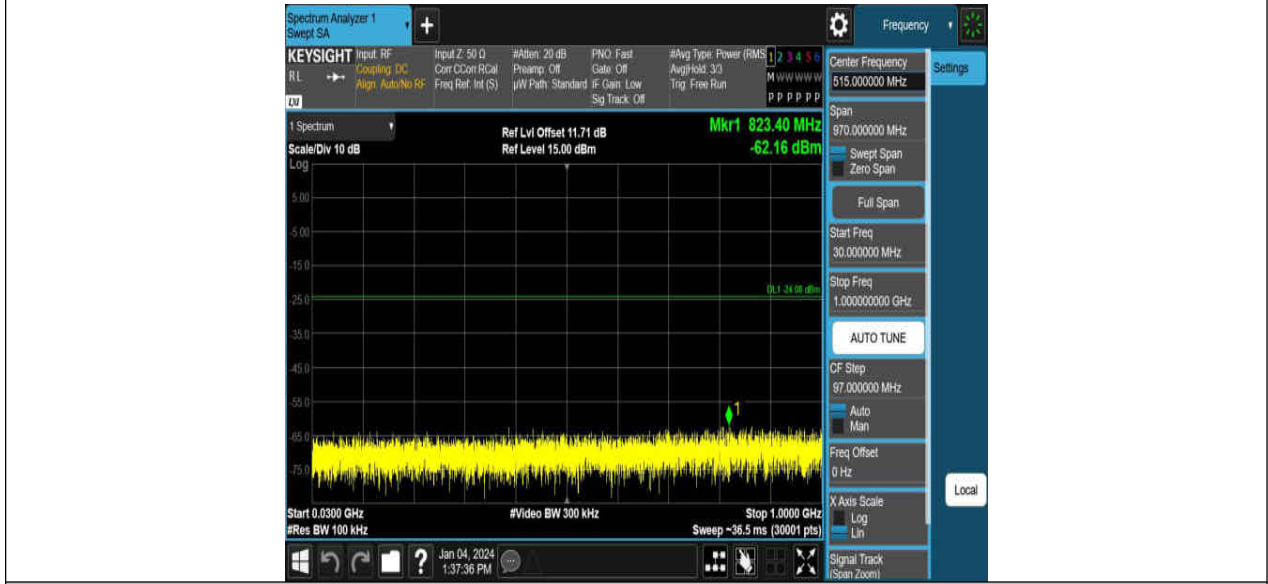 Spectrum Analyzer 1
Swept SA
+
Frequency
KEYSIGHT
RL
LXI
Input: RF
Coupling: DC
Align: Auto/No RF
Input Z: 50 Ω
Corr CCorr RCal
Freq Ref: Int (S)
#Atten: 20 dB
Preamp: Off
µW Path: Standard
PNO: Fast
Gate: Off
IF Gain: Low
Sig Track: Off
#Avg Type: Power (RMS
Avg|Hold: 3/3
Trig: Free Run
1 2 3 4 5 6
M W W W W W
P P P P P P
1 Spectrum
Scale/Div 10 dB
Log
Ref Lvl Offset 11.71 dB
Ref Level 15.00 dBm
Mkr1 823.40 MHz
-62.16 dBm
5.00
-5.00
-15.0
-25.0
-35.0
-45.0
-55.0
-65.0
-75.0
DL1 -24.08 dBm
1
Start 0.0300 GHz
#Res BW 100 kHz
#Video BW 300 kHz
Stop 1.0000 GHz
Sweep ~36.5 ms (30001 pts)
Center Frequency
515.000000 MHz
Settings
Span
970.000000 MHz
Swept Span
Zero Span
Full Span
Start Freq
30.000000 MHz
Stop Freq
1.000000000 GHz
AUTO TUNE
CF Step
97.000000 MHz
Auto
Man
Freq Offset
0 Hz
X Axis Scale
Log
Lin
Local
Signal Track
(Span Zoom)
?
Jan 04, 2024
1:37:36 PM